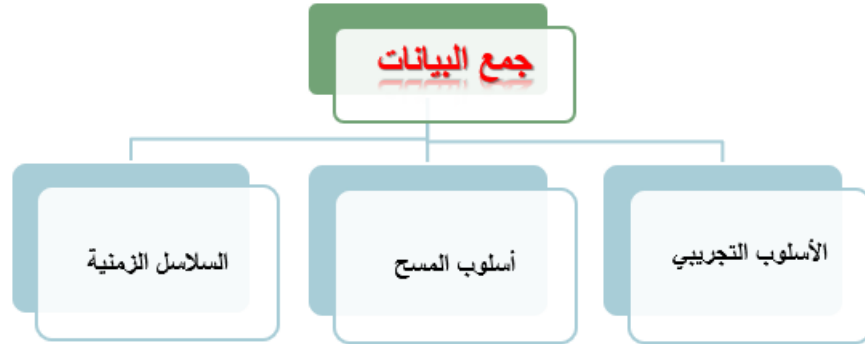 جمع البيانات
الأسلوب التجريبي
أسلوب المسح
السلاسل الزمنية